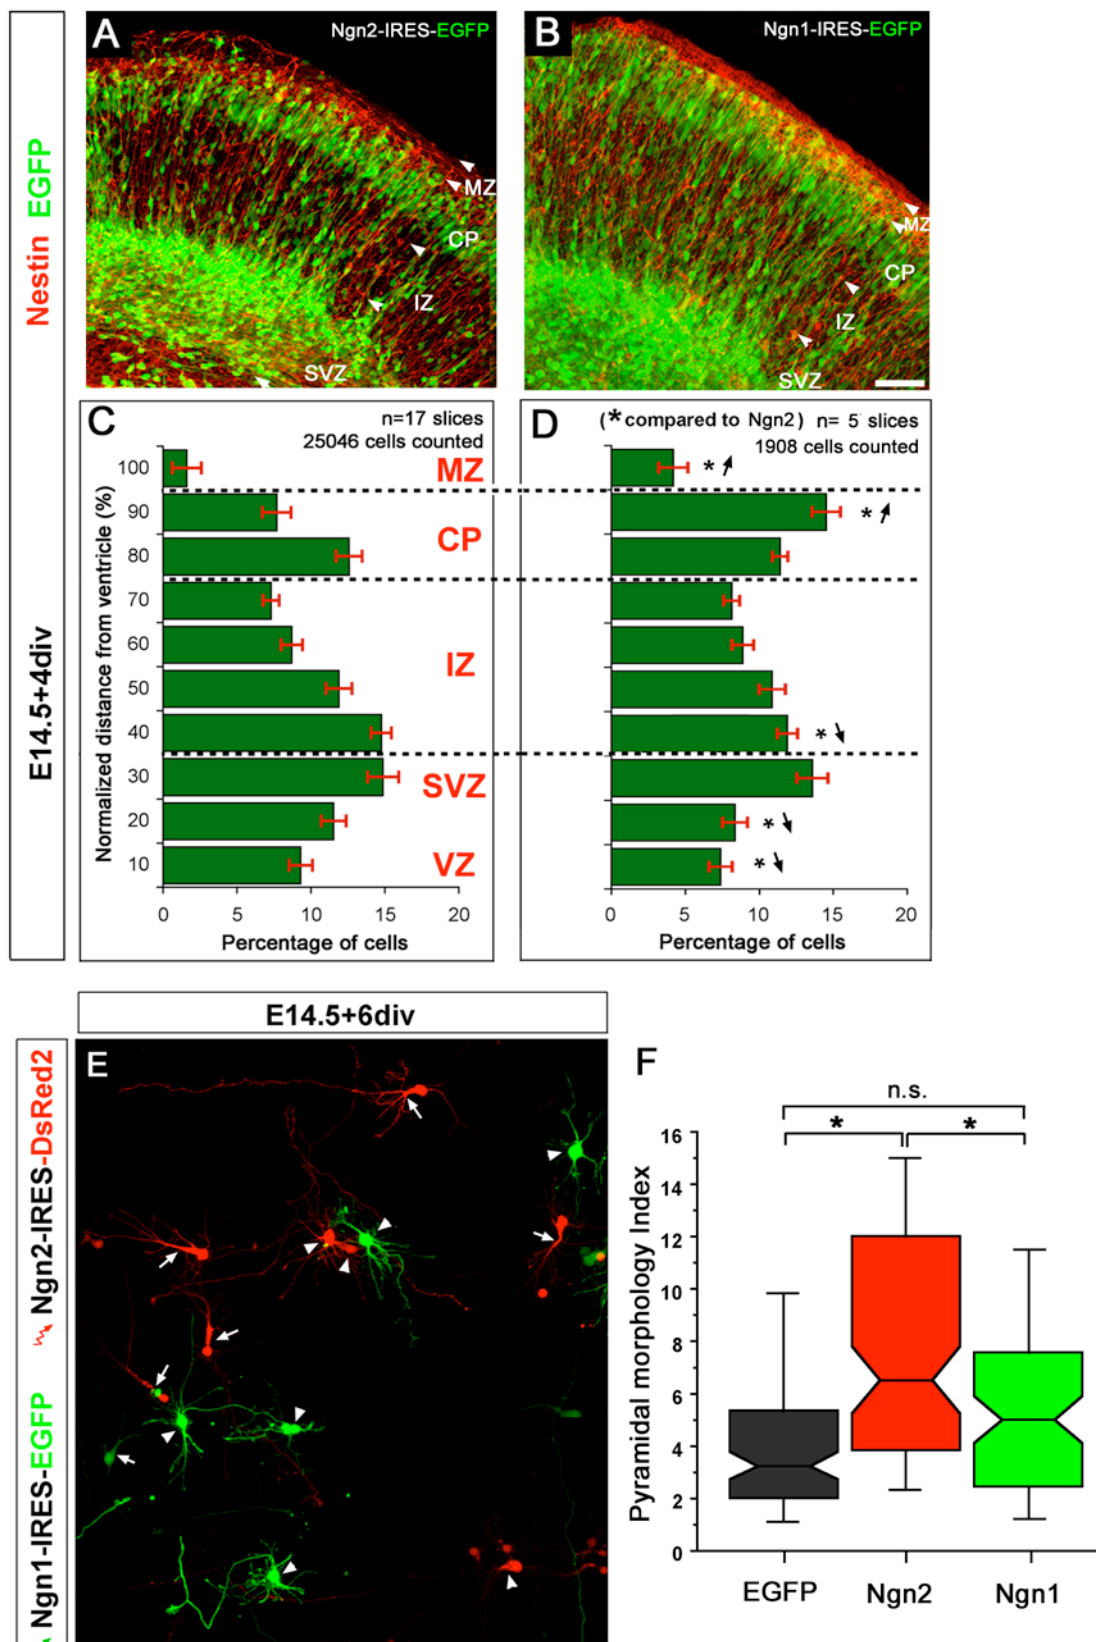 Nestin EGFP
A
Ngn2-IRES-EGFP
MZ
CP
IZ
SVZ
B
Ngn1-IRES-EGFP
MZ
CP
IZ
SVZ
E14.5+4div
C
n=17 slices
25046 cells counted
Normalized distance from ventricle (%)
100
90
80
70
60
50
40
30
20
10
MZ
CP
IZ
SVZ
VZ
0 5 10 15 20
Percentage of cells
D
(* compared to Ngn2) n= 5 slices
1908 cells counted
*
*
*
*
*
0 5 10 15 20
Percentage of cells
E14.5+6div
Ngn1-IRES-EGFP Ngn2-IRES-DsRed2
E
F
n.s.
* *
Pyramidal morphology Index
16
14
12
10
8
6
4
2
0
EGFP Ngn2 Ngn1